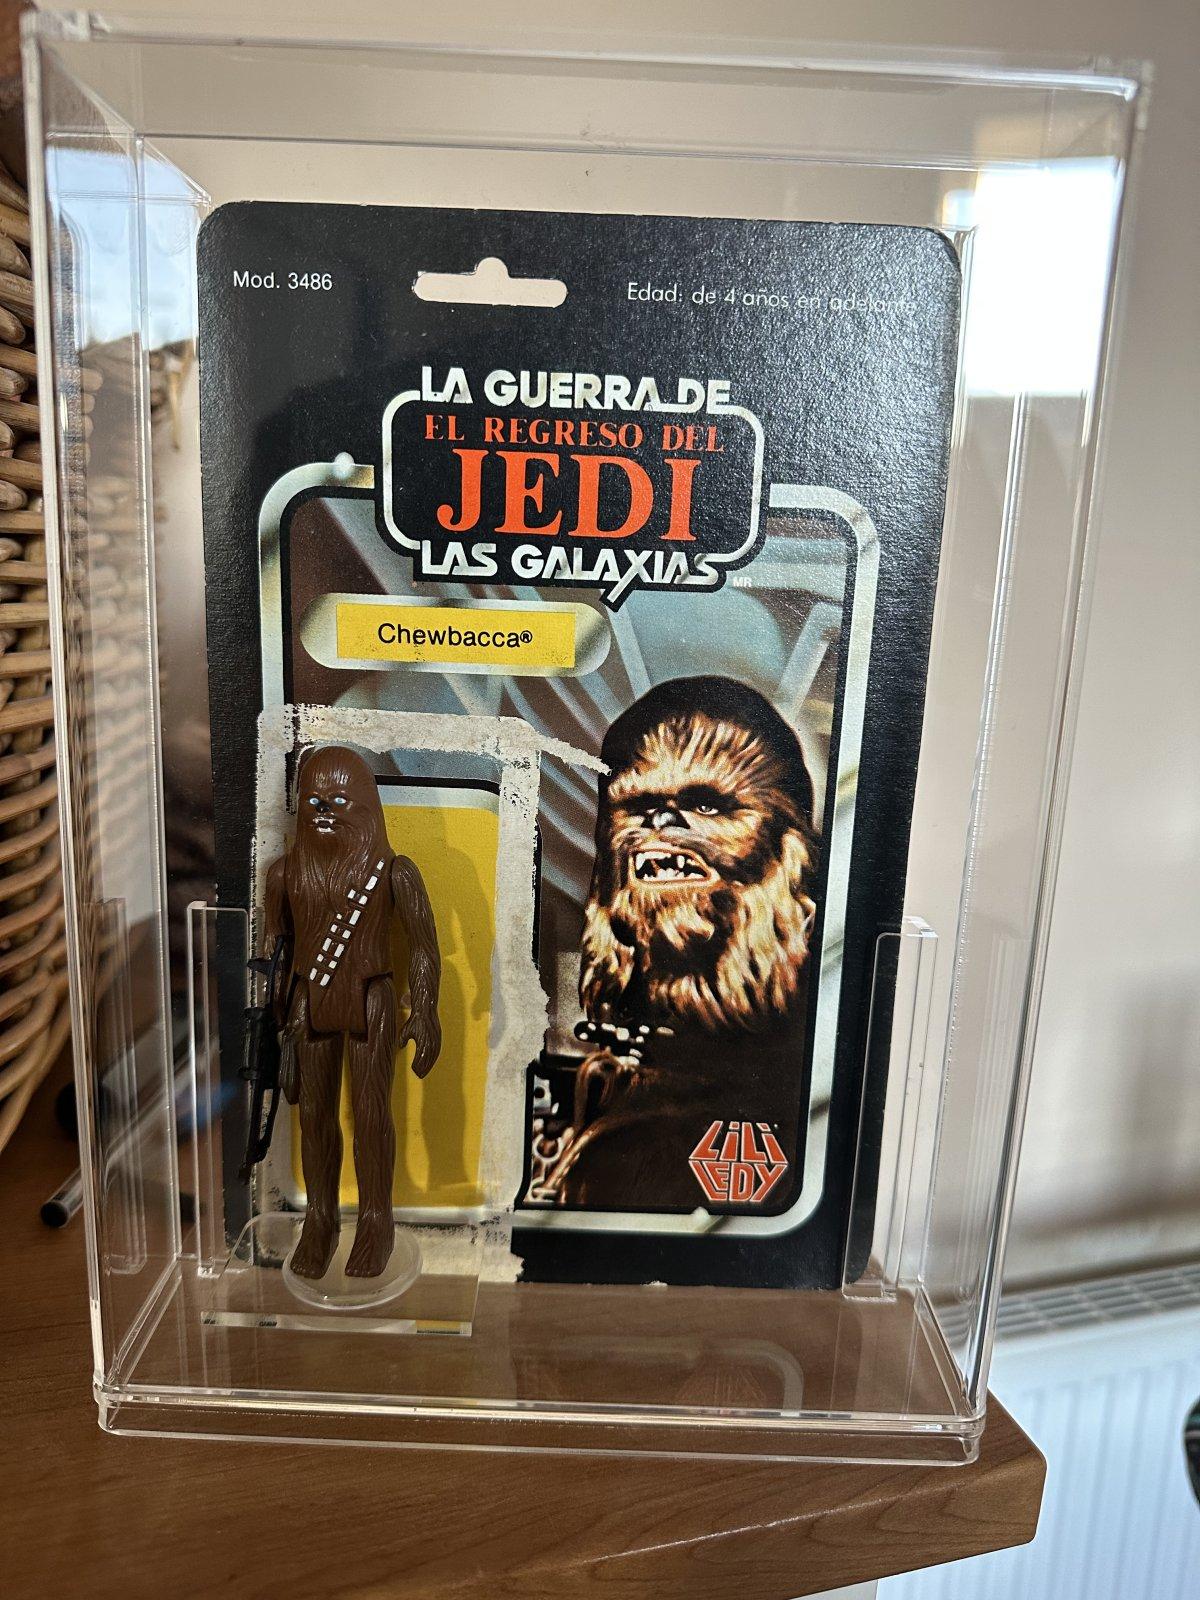 Mod. 3486
Edad: de 4 años en adelante
LA GUERRA DE
EL REGRESO DEL
JEDI
LAS GALAXIAS
MR
Chewbacca®
LiLi
LEDY